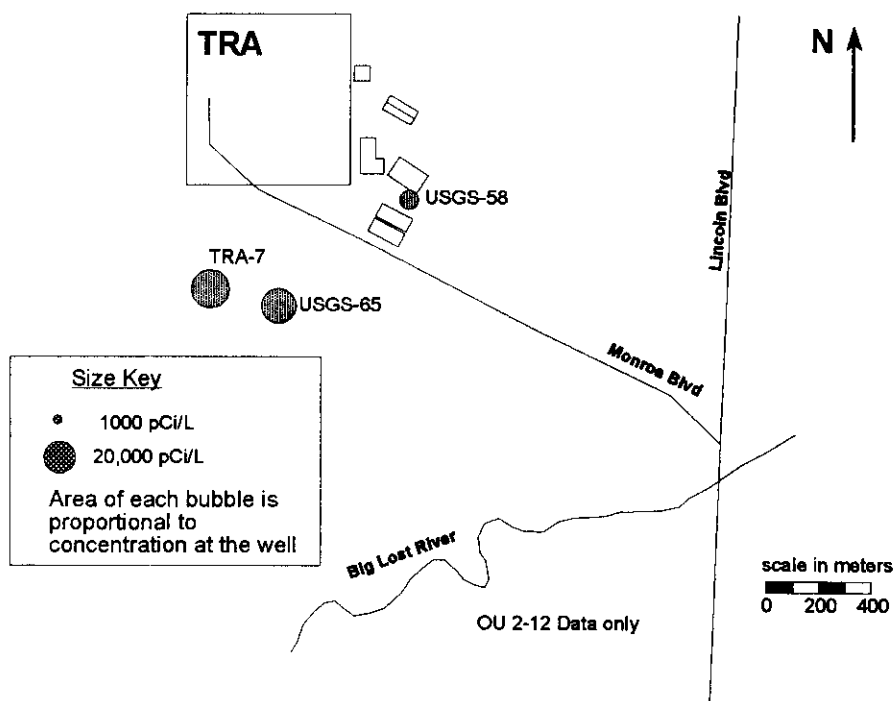 TRA
N
USGS-58
Lincoln Blvd
TRA-7
USGS-65
Monroe Blvd
Size Key
1000 pCi/L
20,000 pCi/L
Area of each bubble is
proportional to
concentration at the well
Big Lost River
scale in meters
0 200 400
OU 2-12 Data only